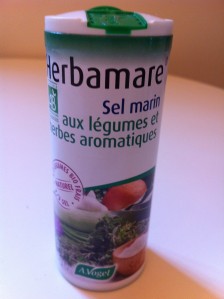 Herbamare
Sel marin
aux légumes et
herbes aromatiques
A.Vogel